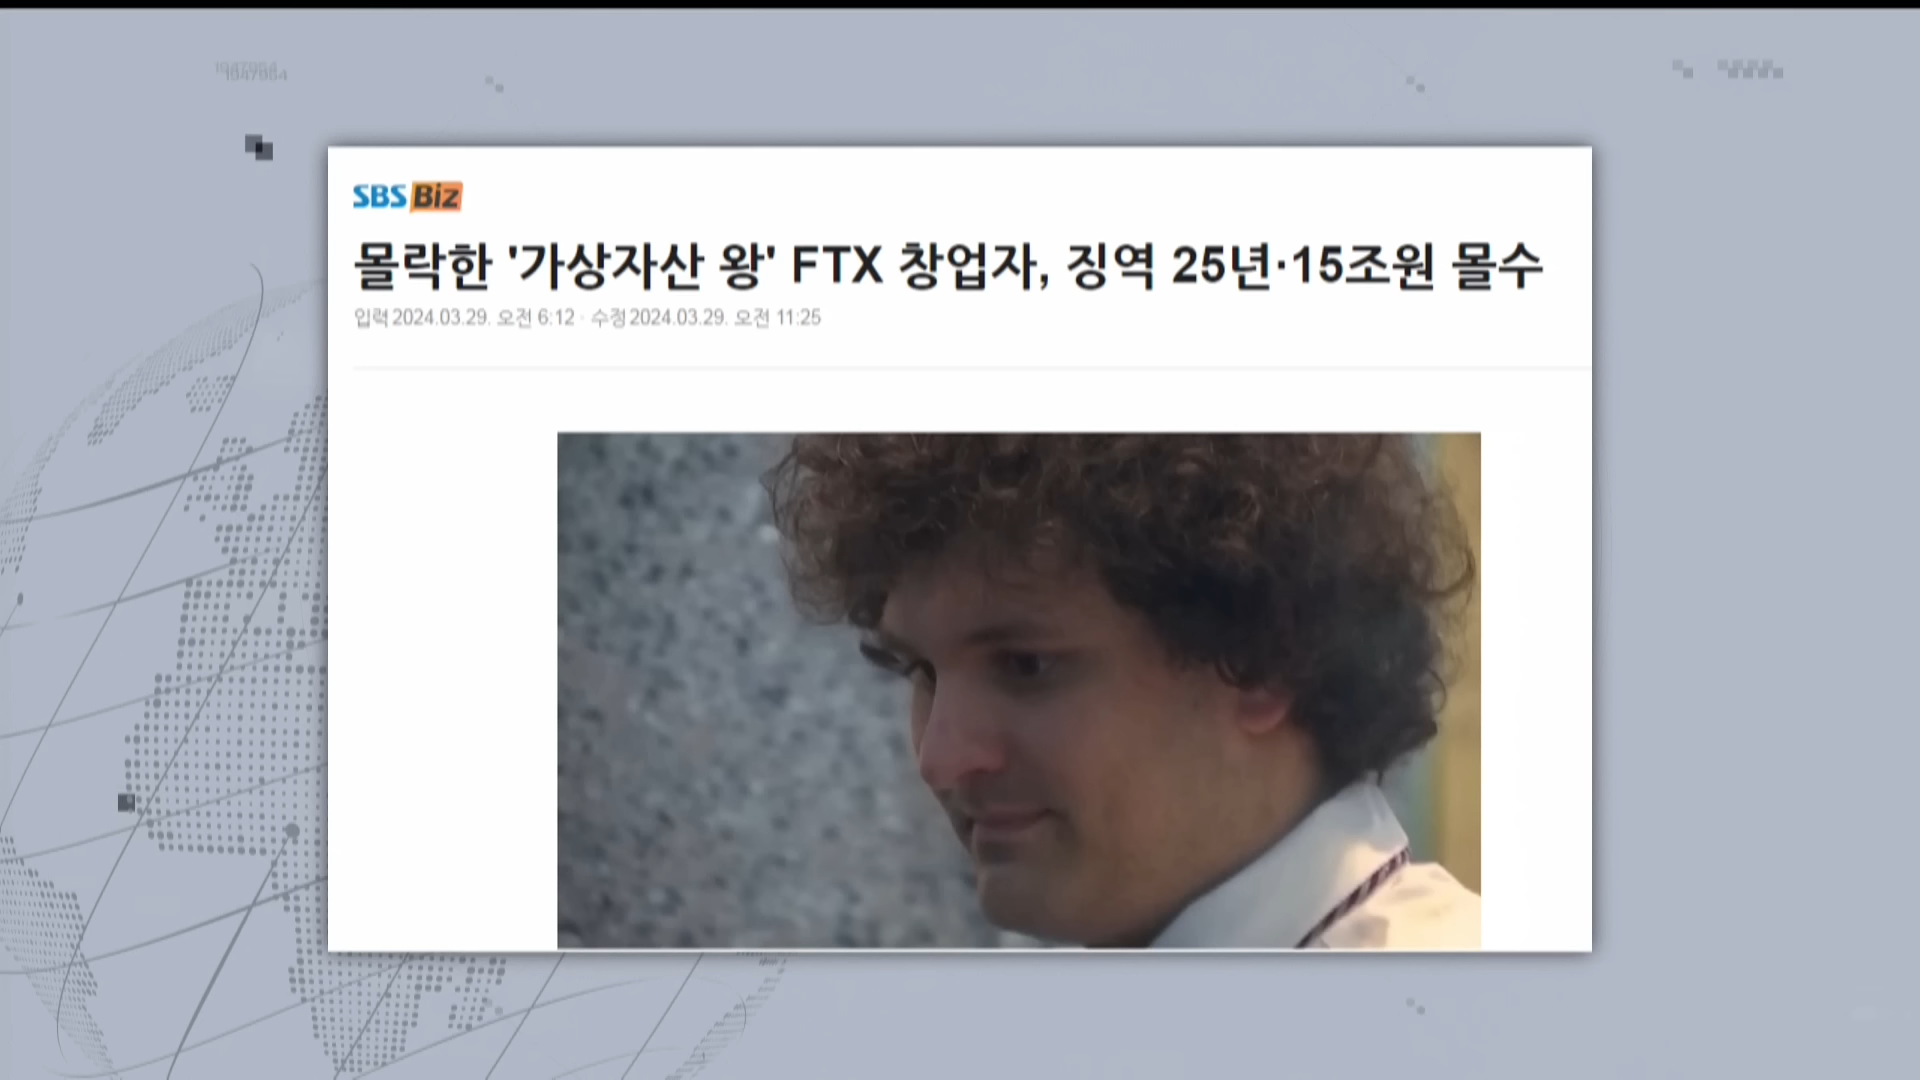 1947954
1947954
SBS Biz
몰락한 '가상자산 왕' FTX 창업자, 징역 25년·15조원 몰수
입력 2024.03.29. 오전 6:12 · 수정 2024.03.29. 오전 11:25